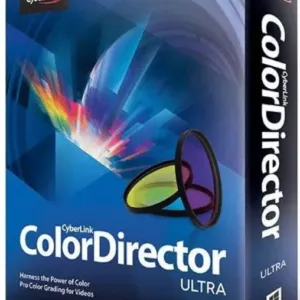 CyberLink
ColorDirector
ULTRA
Harness the Power of Color
Pro Color Grading for Videos
CyberLink
ColorDirector
ULTRA